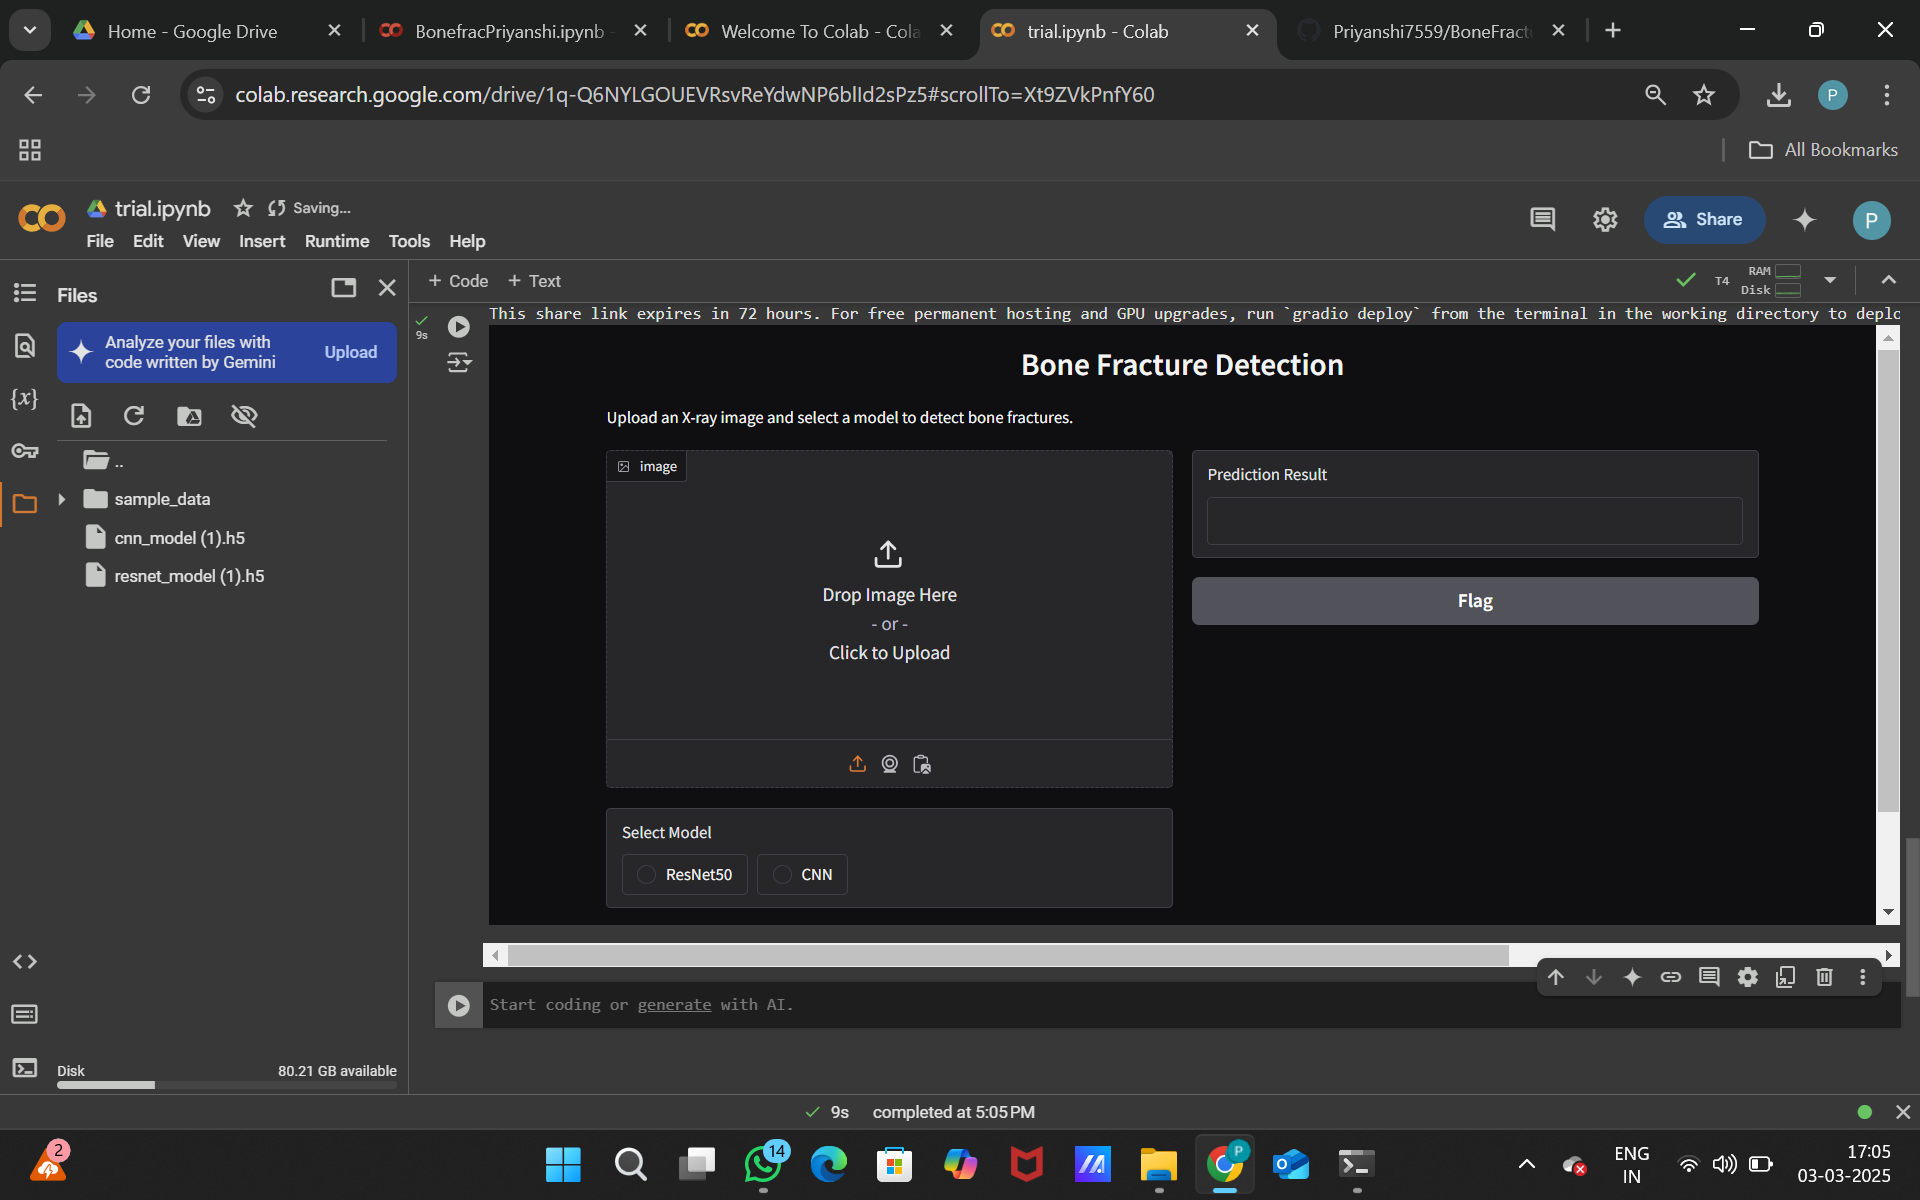 Home - Google Drive
BonefracPriyanshi.ipynb
Welcome To Colab - Cola
trial.ipynb - Colab
Priyanshi7559/BoneFract
colab.research.google.com/drive/1q-Q6NYLGOUEVRsvReYdwNP6blId2sPz5#scrollTo=Xt9ZVkPnfY60
P
All Bookmarks
trial.ipynb
Saving...
File Edit View Insert Runtime Tools Help
Share
P
Files
+ Code + Text
T4
RAM
Disk
Analyze your files with
code written by Gemini
Upload
{x}
..
sample_data
cnn_model (1).h5
resnet_model (1).h5
Disk
80.21 GB available
9s
This share link expires in 72 hours. For free permanent hosting and GPU upgrades, run `gradio deploy` from the terminal in the working directory to deplo
Bone Fracture Detection
Upload an X-ray image and select a model to detect bone fractures.
image
Drop Image Here
- or -
Click to Upload
Select Model
ResNet50
CNN
Prediction Result
Flag
Start coding or generate with AI.
9s completed at 5:05 PM
2
14
P
ENG
IN
17:05
03-03-2025